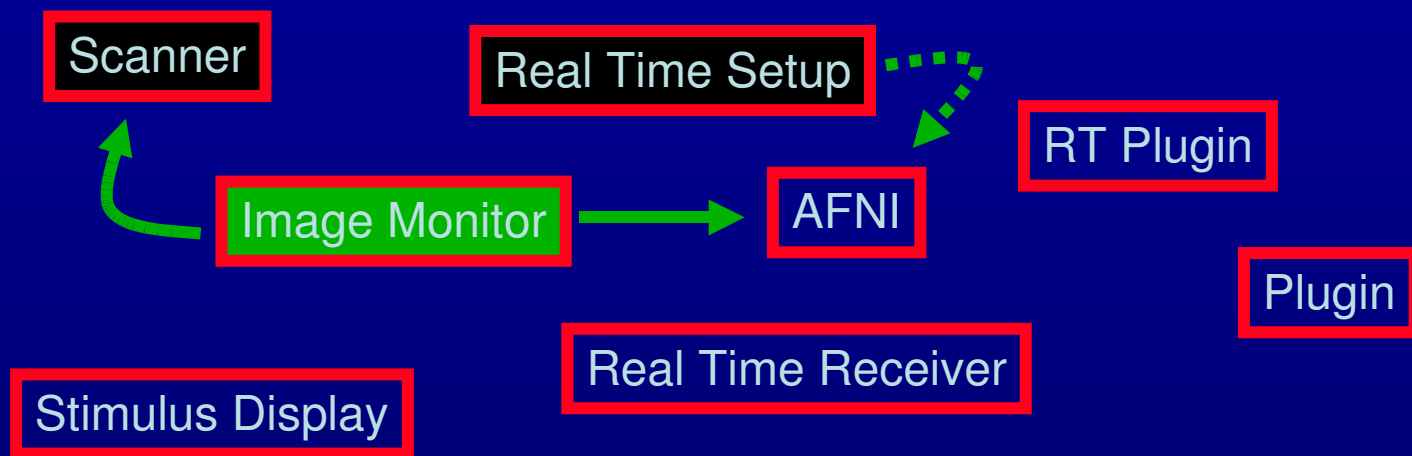 Scanner
Real Time Setup
RT Plugin
Image Monitor
AFNI
Plugin
Real Time Receiver
Stimulus Display